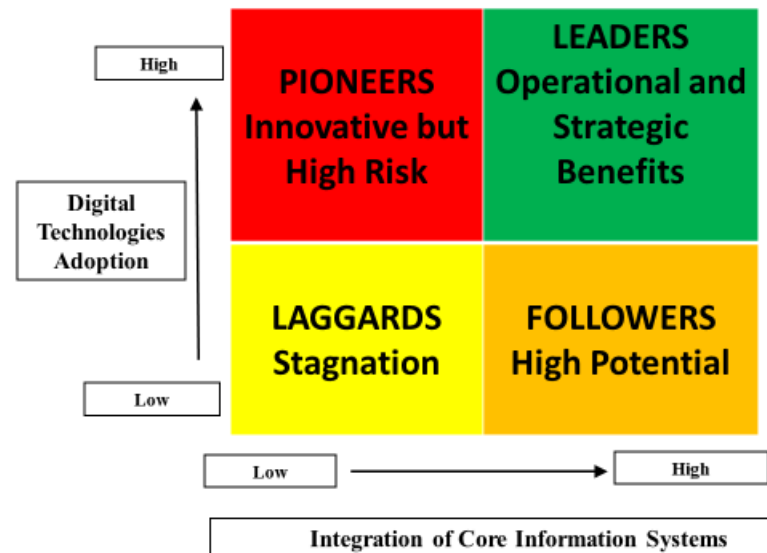 High
PIONEERS
Innovative but
High Risk
LEADERS
Operational and
Strategic
Benefits
Digital
Technologies
Adoption
LAGGARDS
Stagnation
FOLLOWERS
High Potential
Low
Low
High
Integration of Core Information Systems